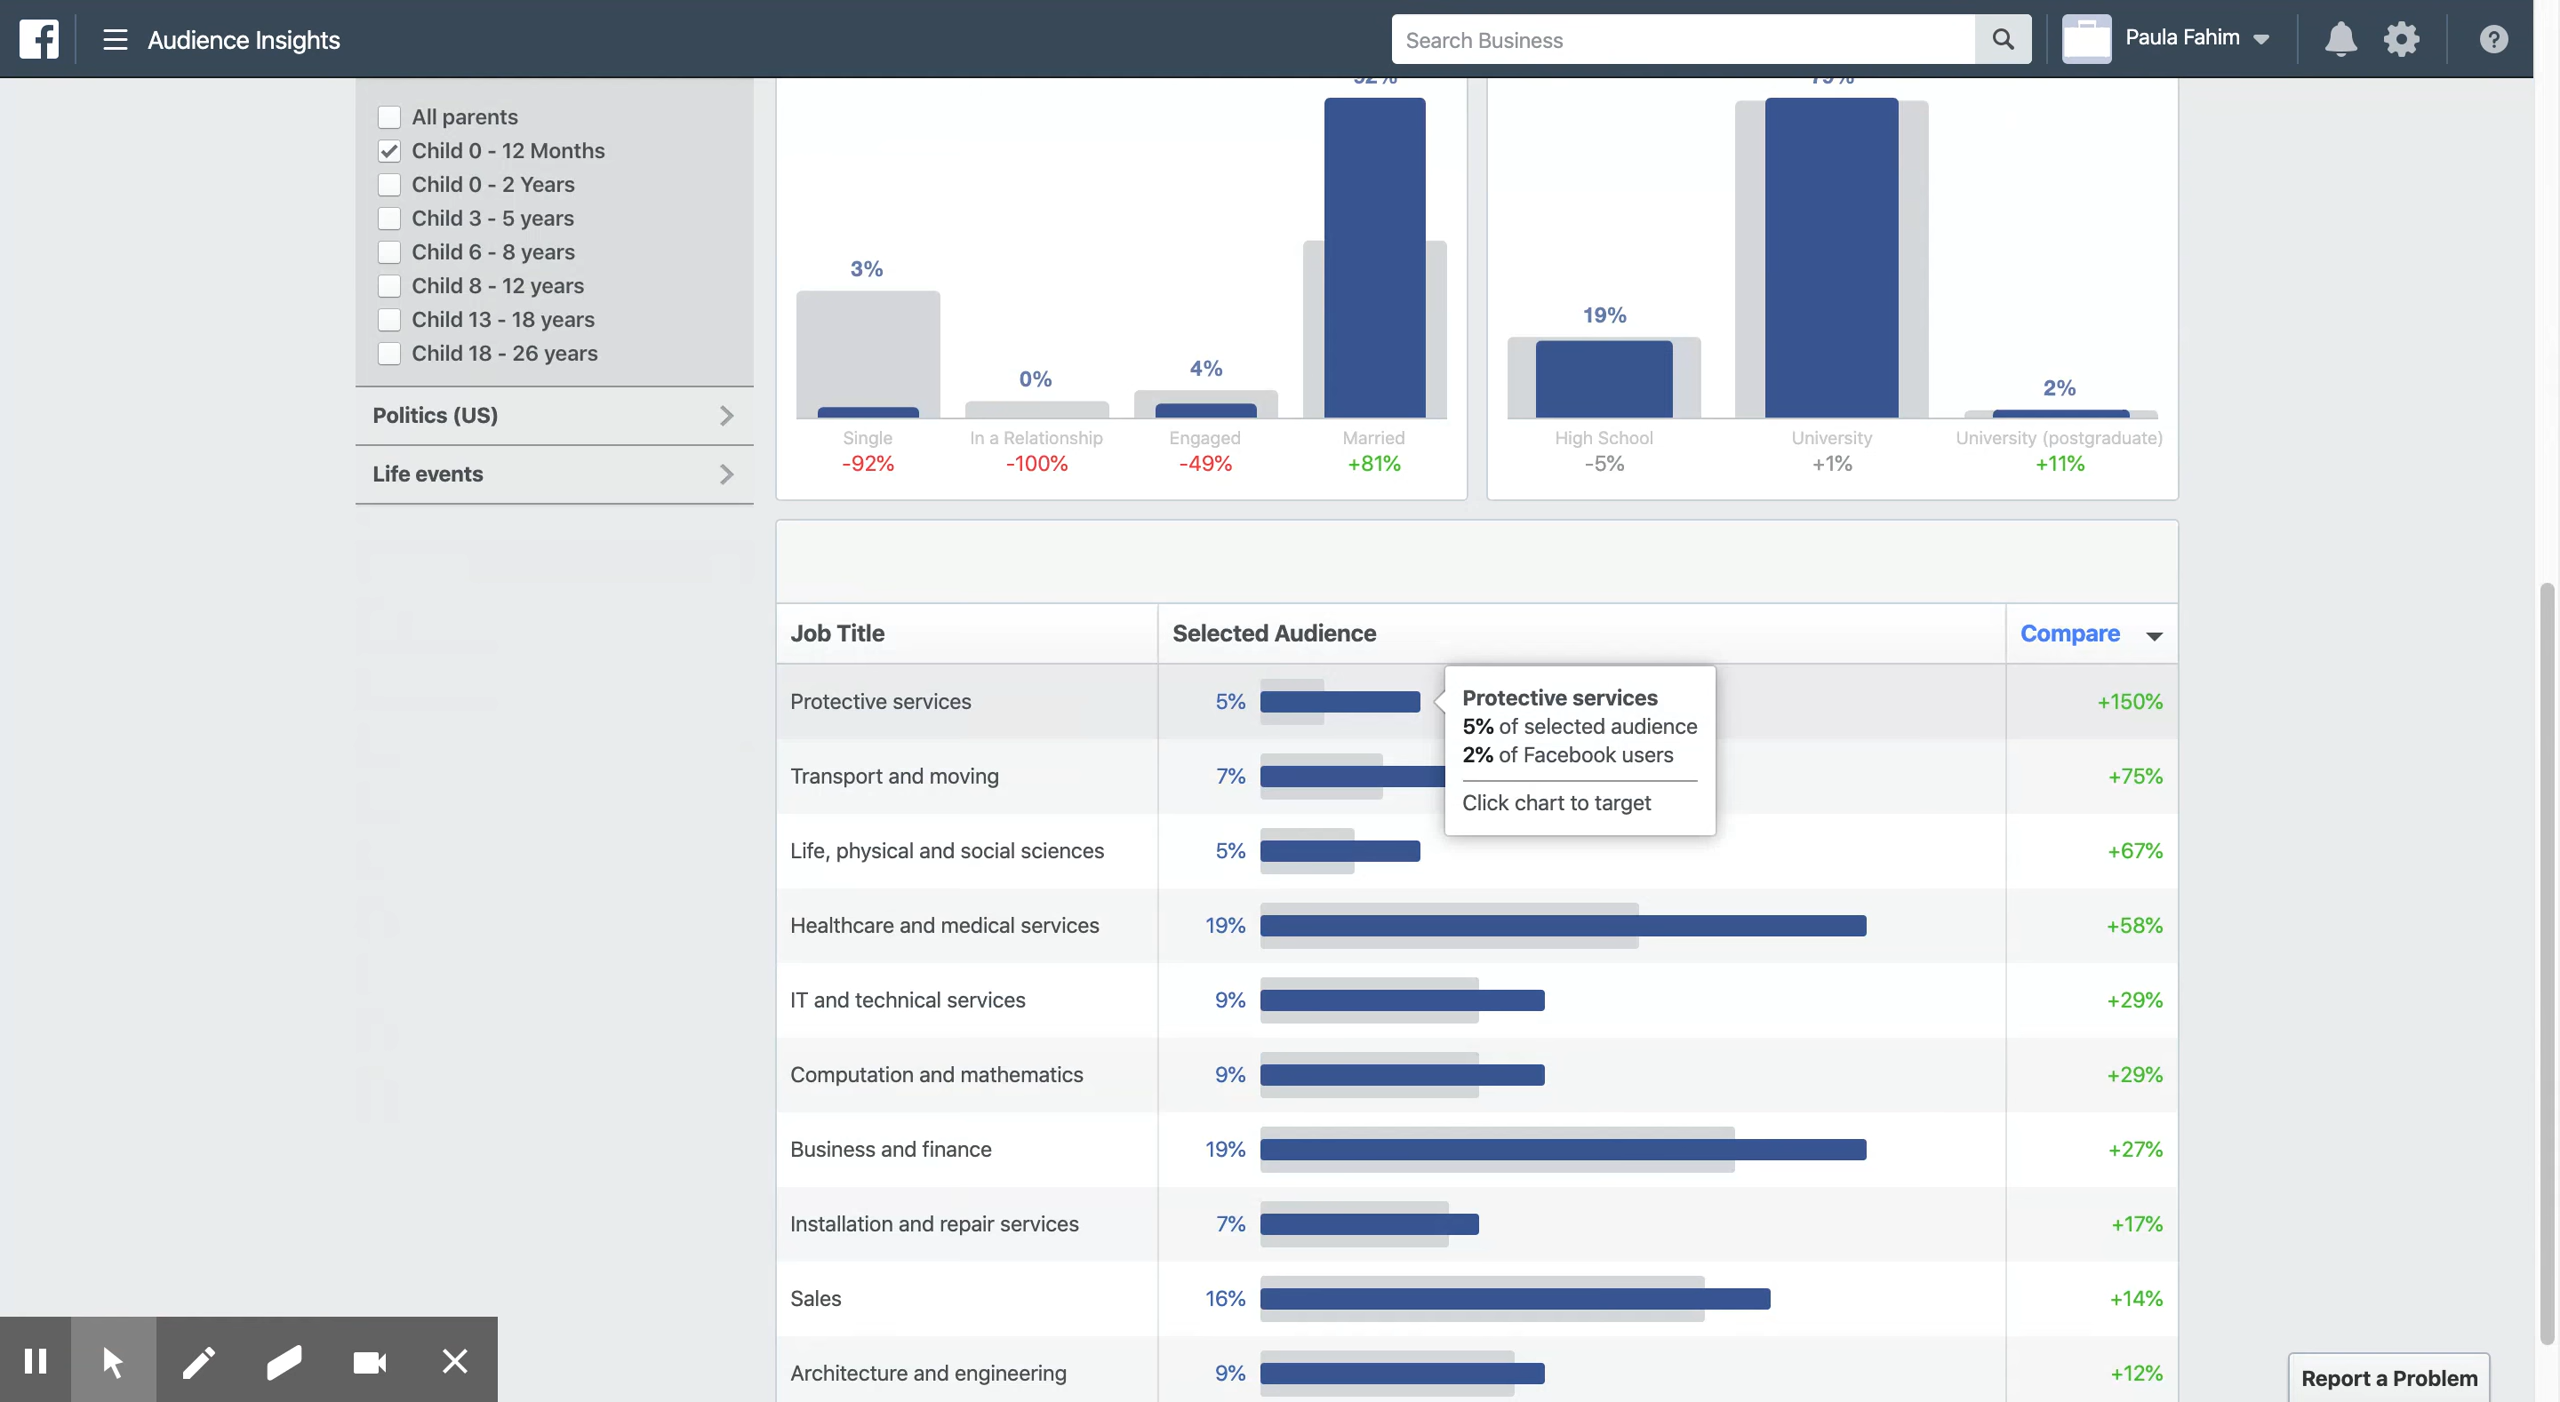 Audience Insights
Search Business
Paula Fahim
All parents
Child 0 - 12 Months
Child 0 - 2 Years
Child 3 - 5 years
Child 6 - 8 years
Child 8 - 12 years
Child 13 - 18 years
Child 18 - 26 years
Politics (US)
Life events
3%
0%
4%
92%
Single
In a Relationship
Engaged
Married
-92%
-100%
-49%
+81%
19%
79%
2%
High School
University
University (postgraduate)
-5%
+1%
+11%
Job Title
Selected Audience
Compare
Protective services 5% +150%
Protective services
5% of selected audience
2% of Facebook users
Click chart to target
Transport and moving 7% +75%
Life, physical and social sciences 5% +67%
Healthcare and medical services 19% +58%
IT and technical services 9% +29%
Computation and mathematics 9% +29%
Business and finance 19% +27%
Installation and repair services 7% +17%
Sales 16% +14%
Architecture and engineering 9% +12%
Report a Problem